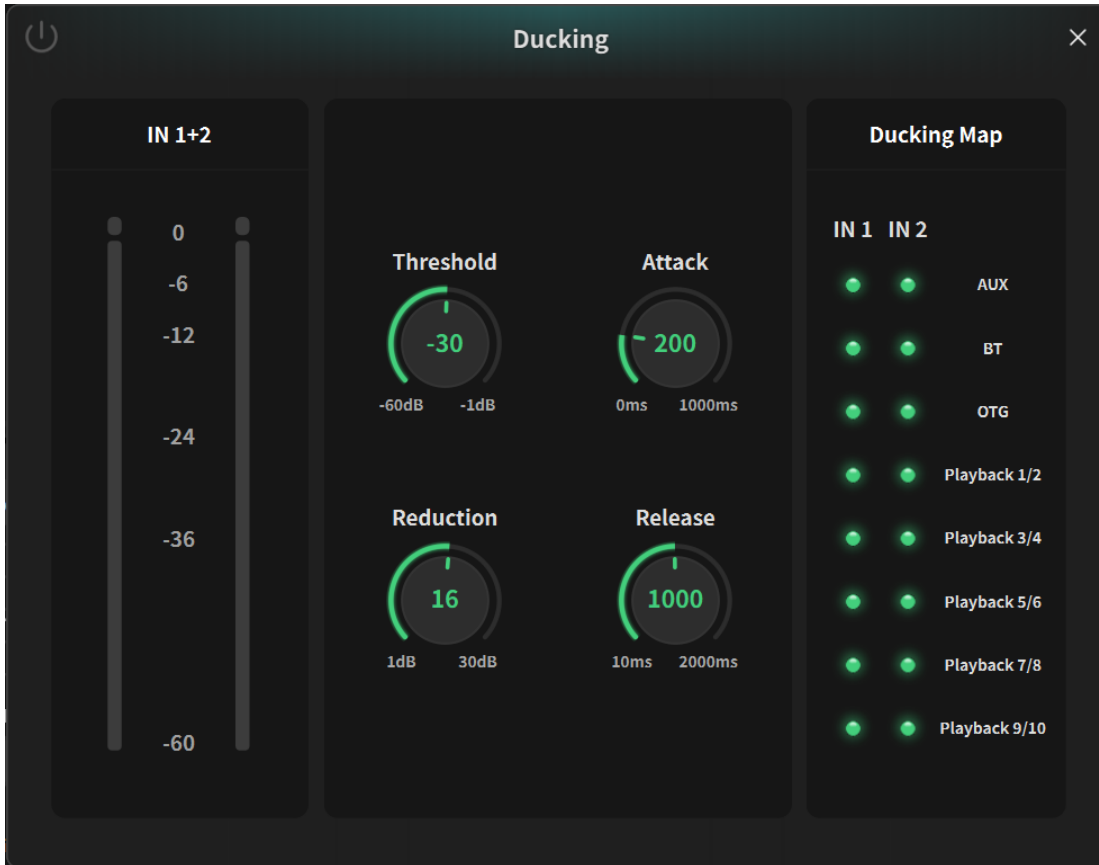 Ducking
IN 1+2
0
-6
-12
-24
-36
-60
Threshold
-30
-60dB -1dB
Attack
200
0ms 1000ms
Reduction
16
1dB 30dB
Release
1000
10ms 2000ms
Ducking Map
IN 1 IN 2
AUX
BT
OTG
Playback 1/2
Playback 3/4
Playback 5/6
Playback 7/8
Playback 9/10